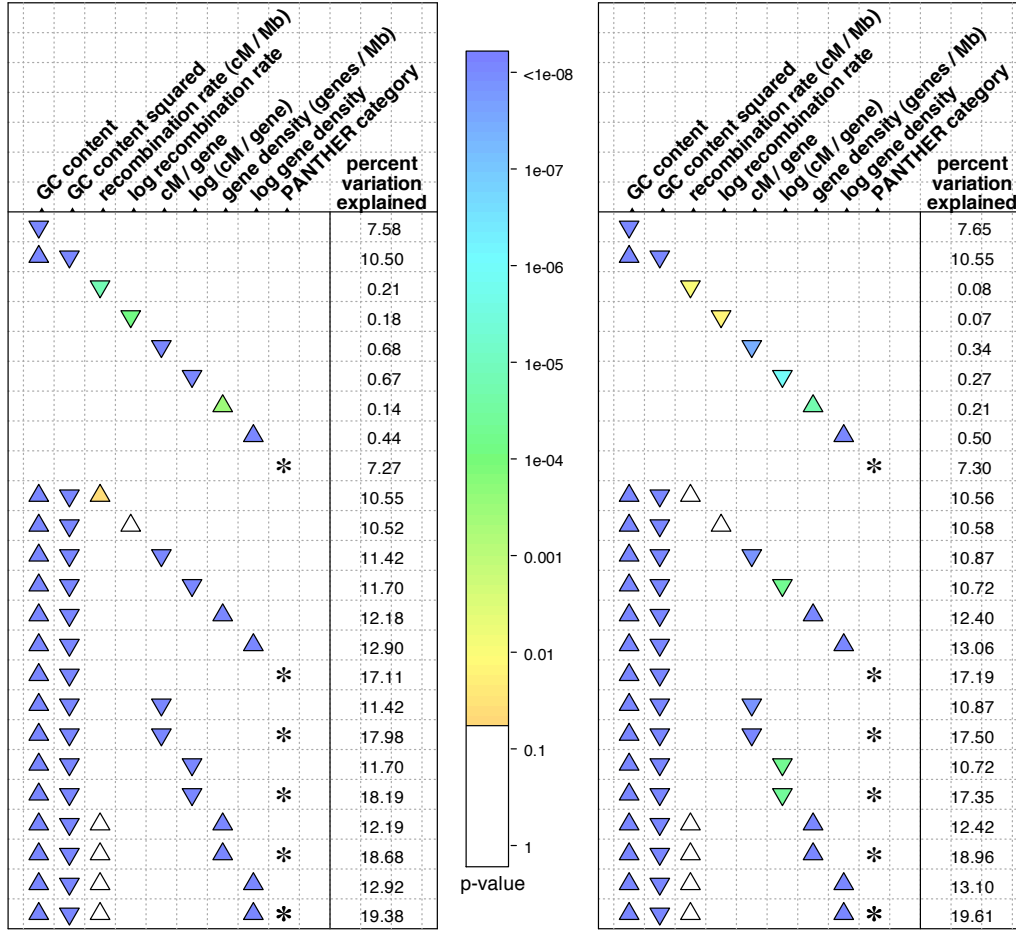 GC content
GC content squared
recombination rate (cM / Mb)
log recombination rate
cM / gene
log (cM / gene)
gene density (genes / Mb)
log gene density
PANTHER category
percent
variation
explained
7.58
10.50
0.21
0.18
0.68
0.67
0.14
0.44
* 7.27
10.55
10.52
11.42
11.70
12.18
12.90
* 17.11
11.42
* 17.98
11.70
* 18.19
12.19
* 18.68
12.92
* 19.38
<1e-08
1e-07
1e-06
1e-05
1e-04
0.001
0.01
0.1
1
p-value
GC content
GC content squared
recombination rate (cM / Mb)
log recombination rate
cM / gene
log (cM / gene)
gene density (genes / Mb)
log gene density
PANTHER category
percent
variation
explained
7.65
10.55
0.08
0.07
0.34
0.27
0.21
0.50
* 7.30
10.56
10.58
10.87
10.72
12.40
13.06
* 17.19
10.87
* 17.50
10.72
* 17.35
12.42
* 18.96
13.10
* 19.61